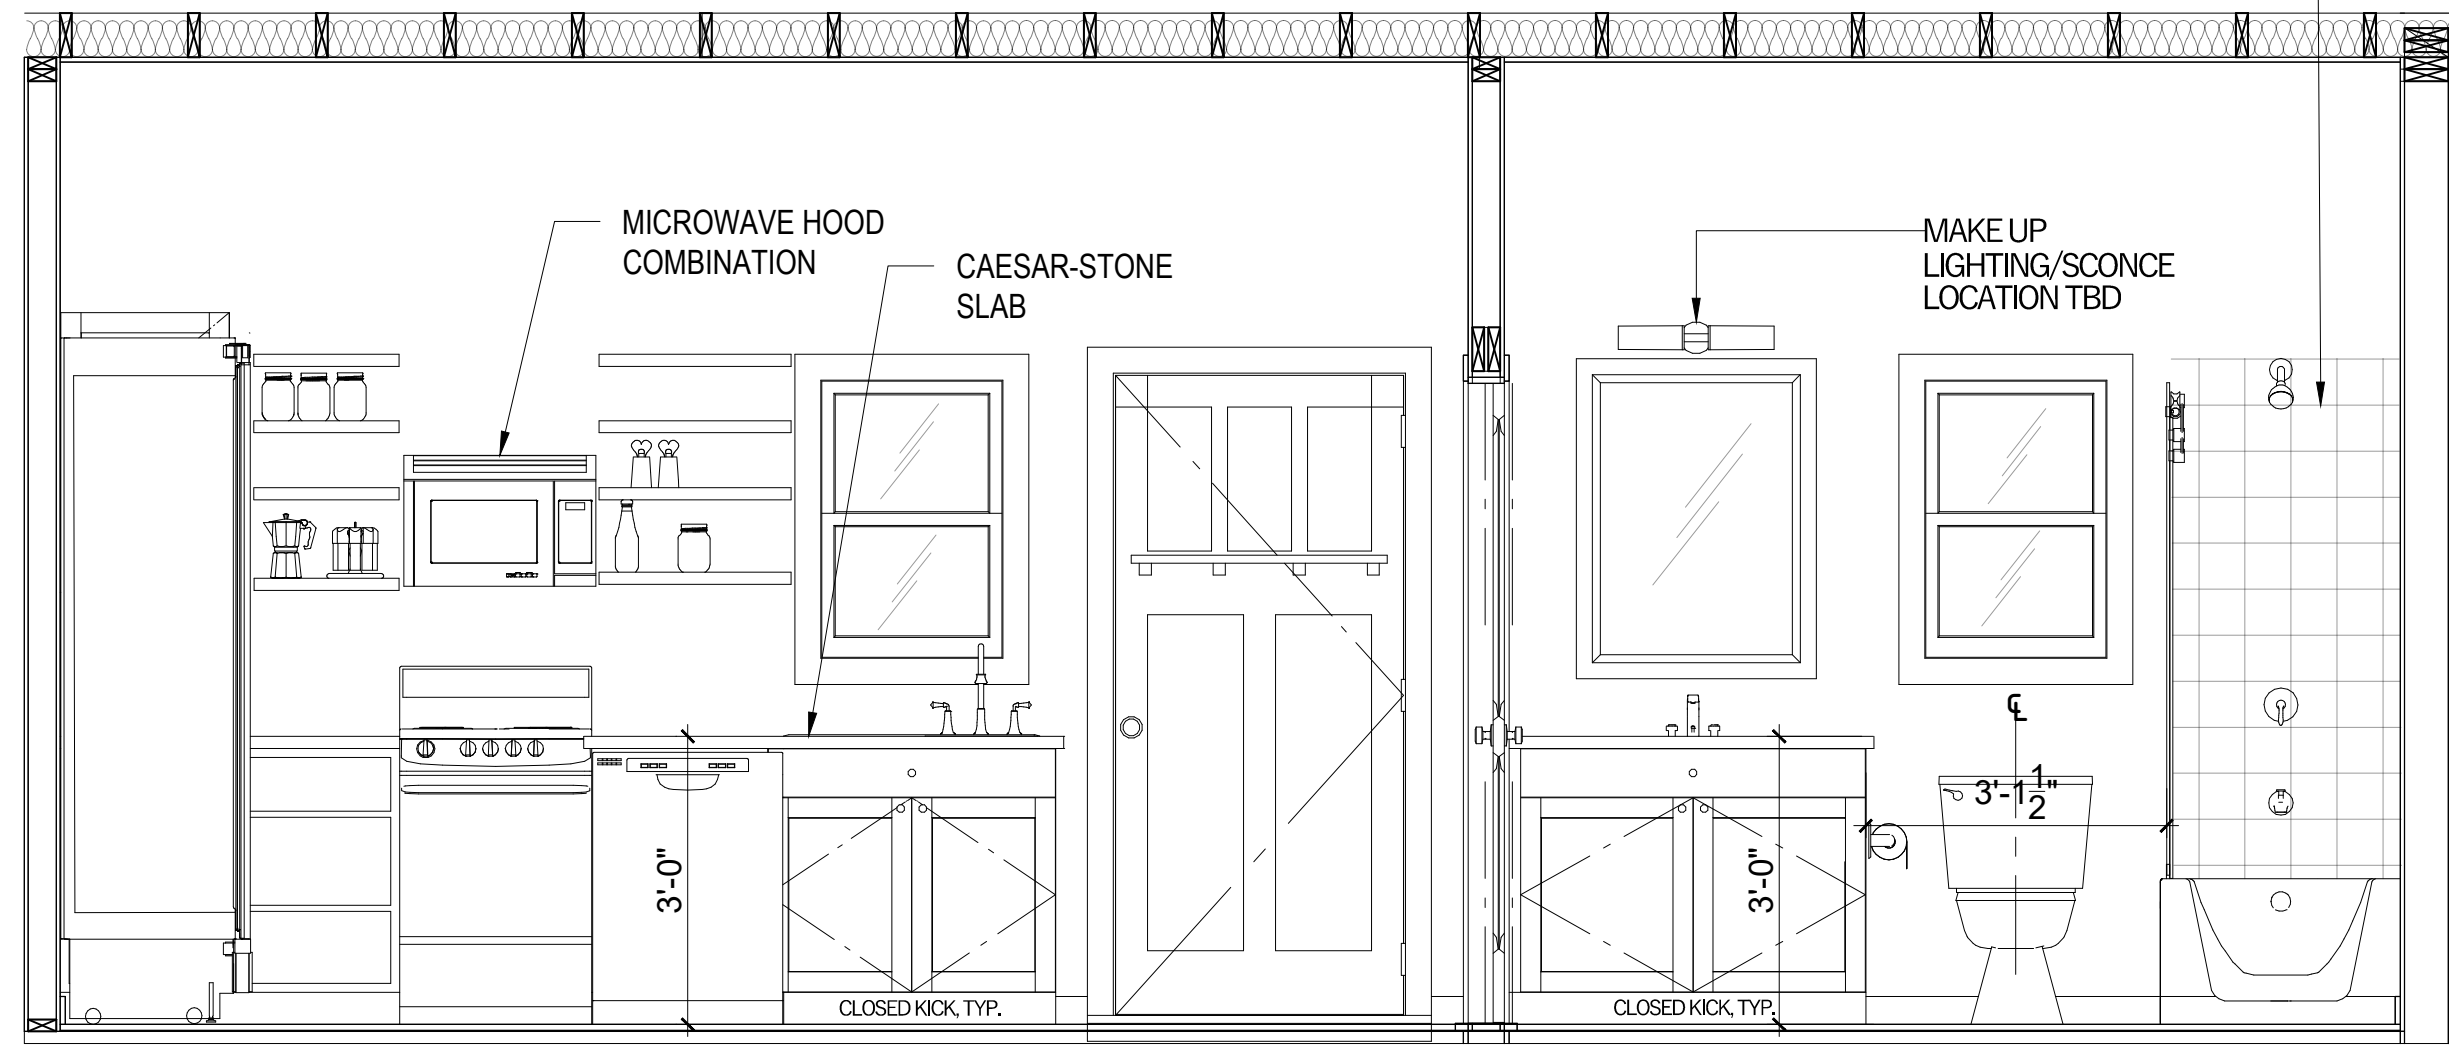 MICROWAVE HOOD
COMBINATION
CAESAR-STONE
SLAB
MAKE UP
LIGHTING/SCONCE
LOCATION TBD
℄
3'-1 1/2"
3'-0"
3'-0"
CLOSED KICK, TYP.
CLOSED KICK, TYP.